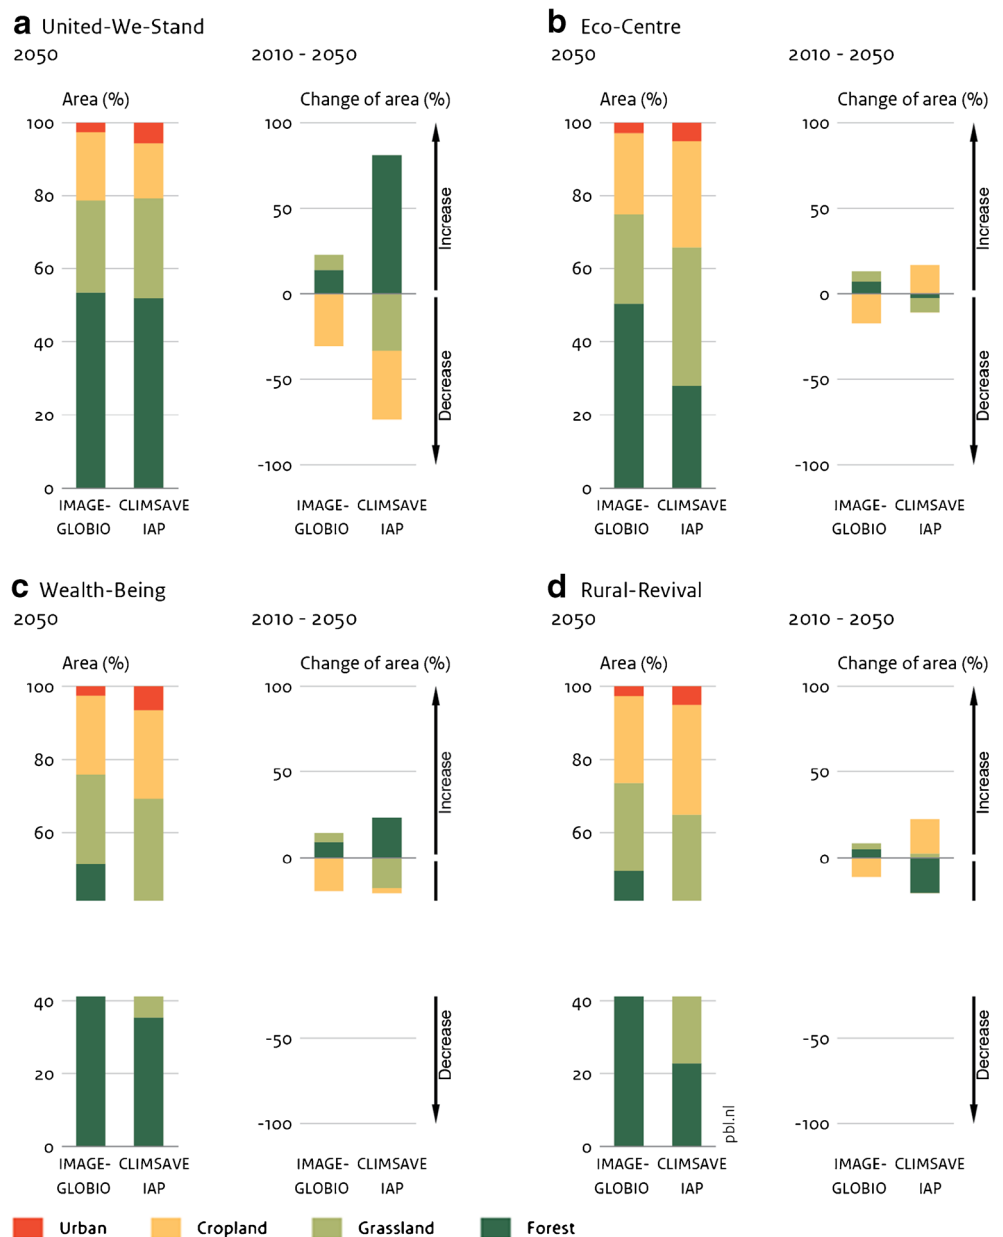 a United-We-Stand
2050
2010 - 2050
Area (%)
Change of area (%)
100
80
60
40
20
0
100
50
0
-50
-100
Increase
Decrease
IMAGE-GLOBIO
CLIMSAVE IAP
IMAGE-GLOBIO
CLIMSAVE IAP
b Eco-Centre
2050
2010 - 2050
Area (%)
Change of area (%)
100
80
60
40
20
0
100
50
0
-50
-100
Increase
Decrease
IMAGE-GLOBIO
CLIMSAVE IAP
IMAGE-GLOBIO
CLIMSAVE IAP
c Wealth-Being
2050
2010 - 2050
Area (%)
Change of area (%)
100
80
60
40
20
0
100
50
0
-50
-100
Increase
Decrease
IMAGE-GLOBIO
CLIMSAVE IAP
IMAGE-GLOBIO
CLIMSAVE IAP
d Rural-Revival
2050
2010 - 2050
Area (%)
Change of area (%)
100
80
60
40
20
0
100
50
0
-50
-100
Increase
Decrease
pbl.nl
IMAGE-GLOBIO
CLIMSAVE IAP
IMAGE-GLOBIO
CLIMSAVE IAP
Urban Cropland Grassland Forest